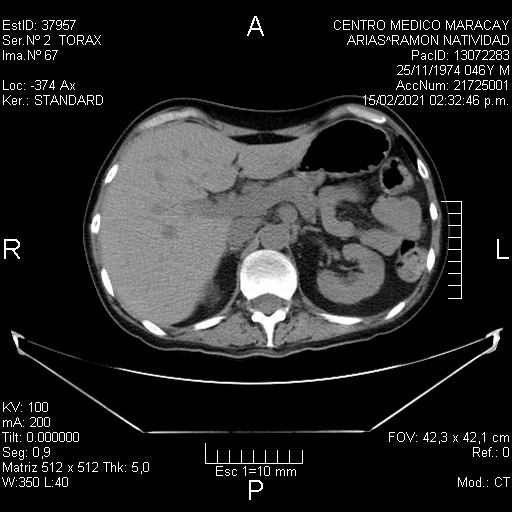 EstID: 37957
Ser.Nº 2 TORAX
Ima.Nº 67
Loc: -374 Ax
Ker.: STANDARD
A
CENTRO MEDICO MARACAY
ARIAS^RAMON NATIVIDAD
PacID: 13072283
25/11/1974 046Y M
AccNum: 21725001
15/02/2021 02:32:46 p.m.
R
L
KV: 100
mA: 200
Tilt: 0.000000
Seg: 0,9
Matriz 512 x 512 Thk: 5,0
W:350 L:40
Esc 1=10 mm
P
FOV: 42,3 x 42,1 cm
Ref.: 0
Mod.: CT